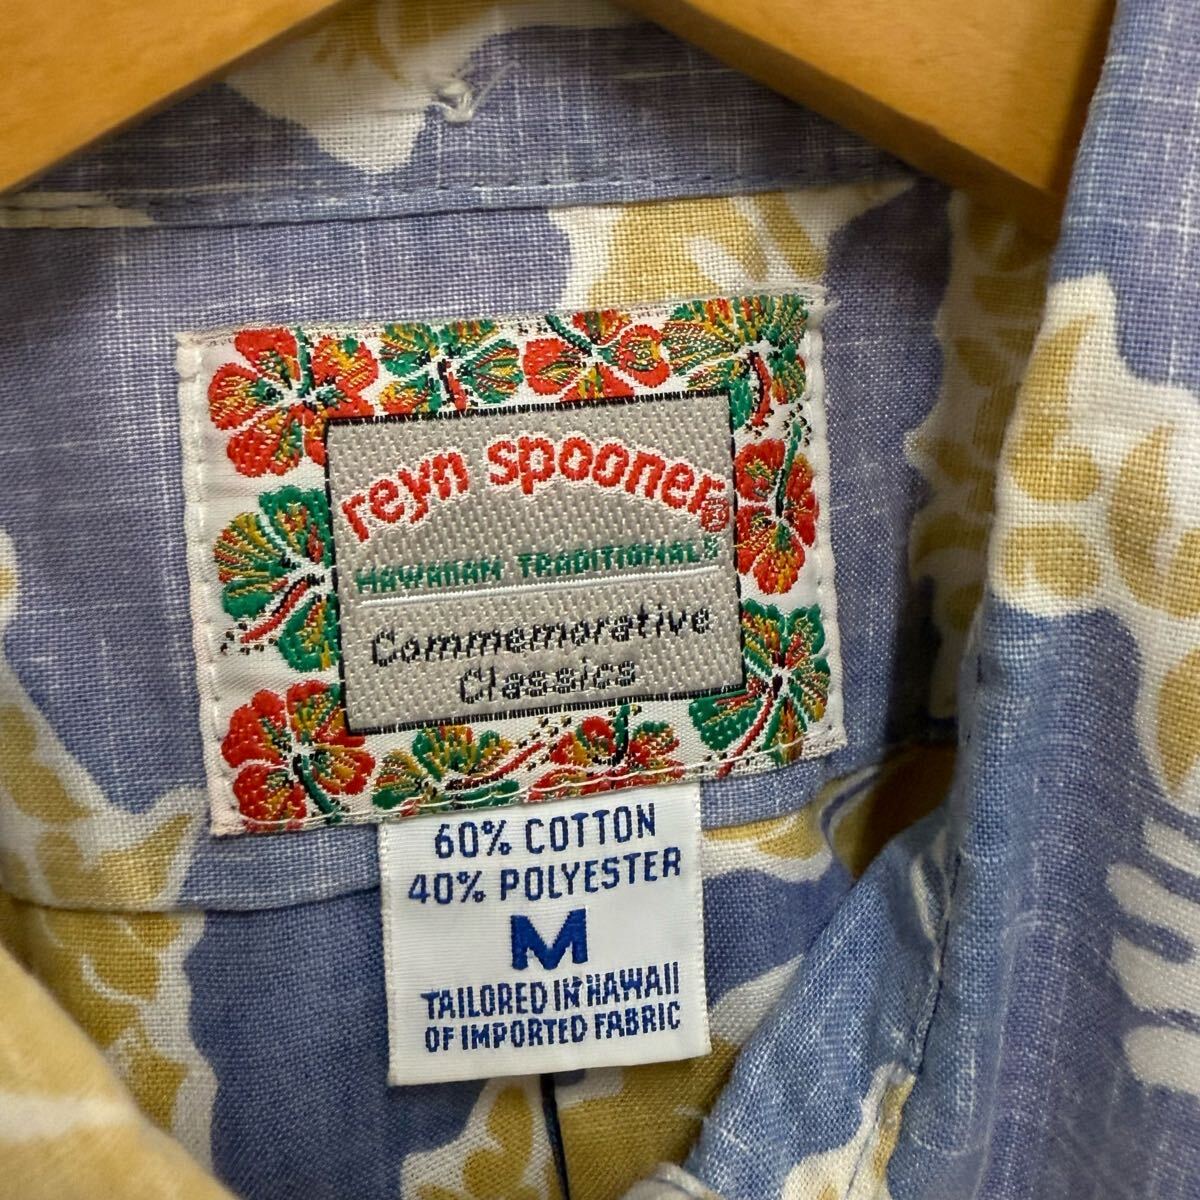 reyn spooner®
HAWAIIAN TRADITIONALS
Commemorative
Classics
60% COTTON
40% POLYESTER
M
TAILORED IN HAWAII
OF IMPORTED FABRIC